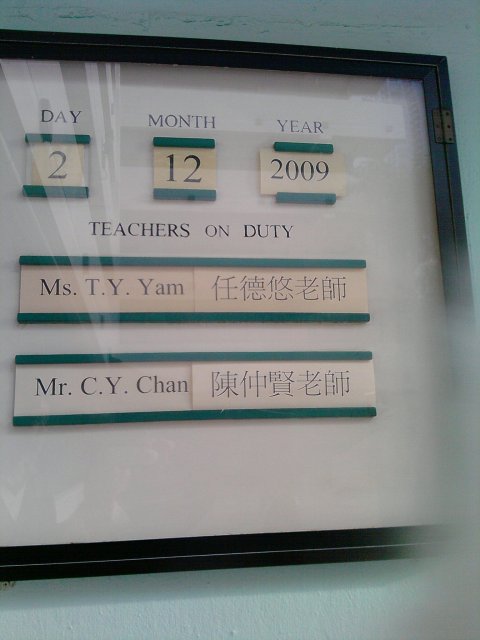 DAY MONTH YEAR
2 12 2009
TEACHERS ON DUTY
Ms. T.Y. Yam 任德悠老師
Mr. C.Y. Chan 陳仲賢老師